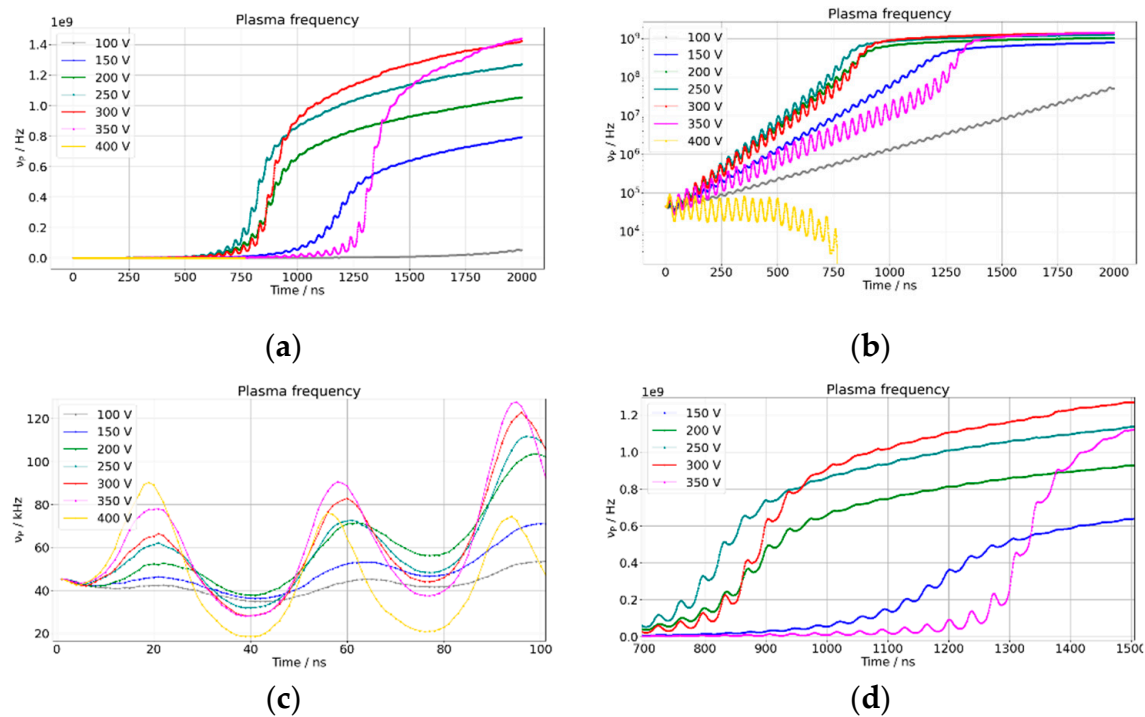 Plasma frequency
1e9
100 V
150 V
200 V
250 V
300 V
350 V
400 V
νₚ / Hz
1.4
1.2
1.0
0.8
0.6
0.4
0.2
0.0
0 250 500 750 1000 1250 1500 1750 2000
Time / ns
(a)
Plasma frequency
100 V
150 V
200 V
250 V
300 V
350 V
400 V
νₚ / Hz
10⁹
10⁸
10⁷
10⁶
10⁵
10⁴
0 250 500 750 1000 1250 1500 1750 2000
Time / ns
(b)
Plasma frequency
100 V
150 V
200 V
250 V
300 V
350 V
400 V
νₚ / kHz
120
100
80
60
40
20
0 20 40 60 80 100
Time / ns
(c)
Plasma frequency
1e9
150 V
200 V
250 V
300 V
350 V
νₚ / Hz
1.2
1.0
0.8
0.6
0.4
0.2
0.0
700 800 900 1000 1100 1200 1300 1400 1500
Time / ns
(d)